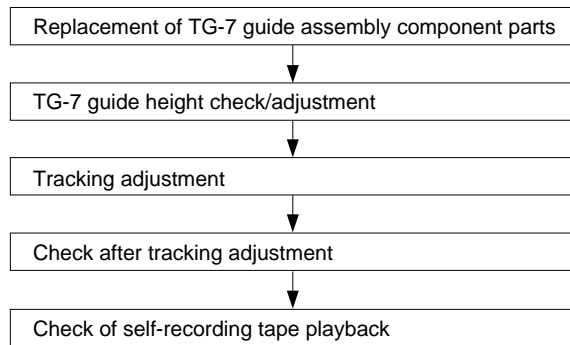 Replacement of TG-7 guide assembly component parts
TG-7 guide height check/adjustment
Tracking adjustment
Check after tracking adjustment
Check of self-recording tape playback